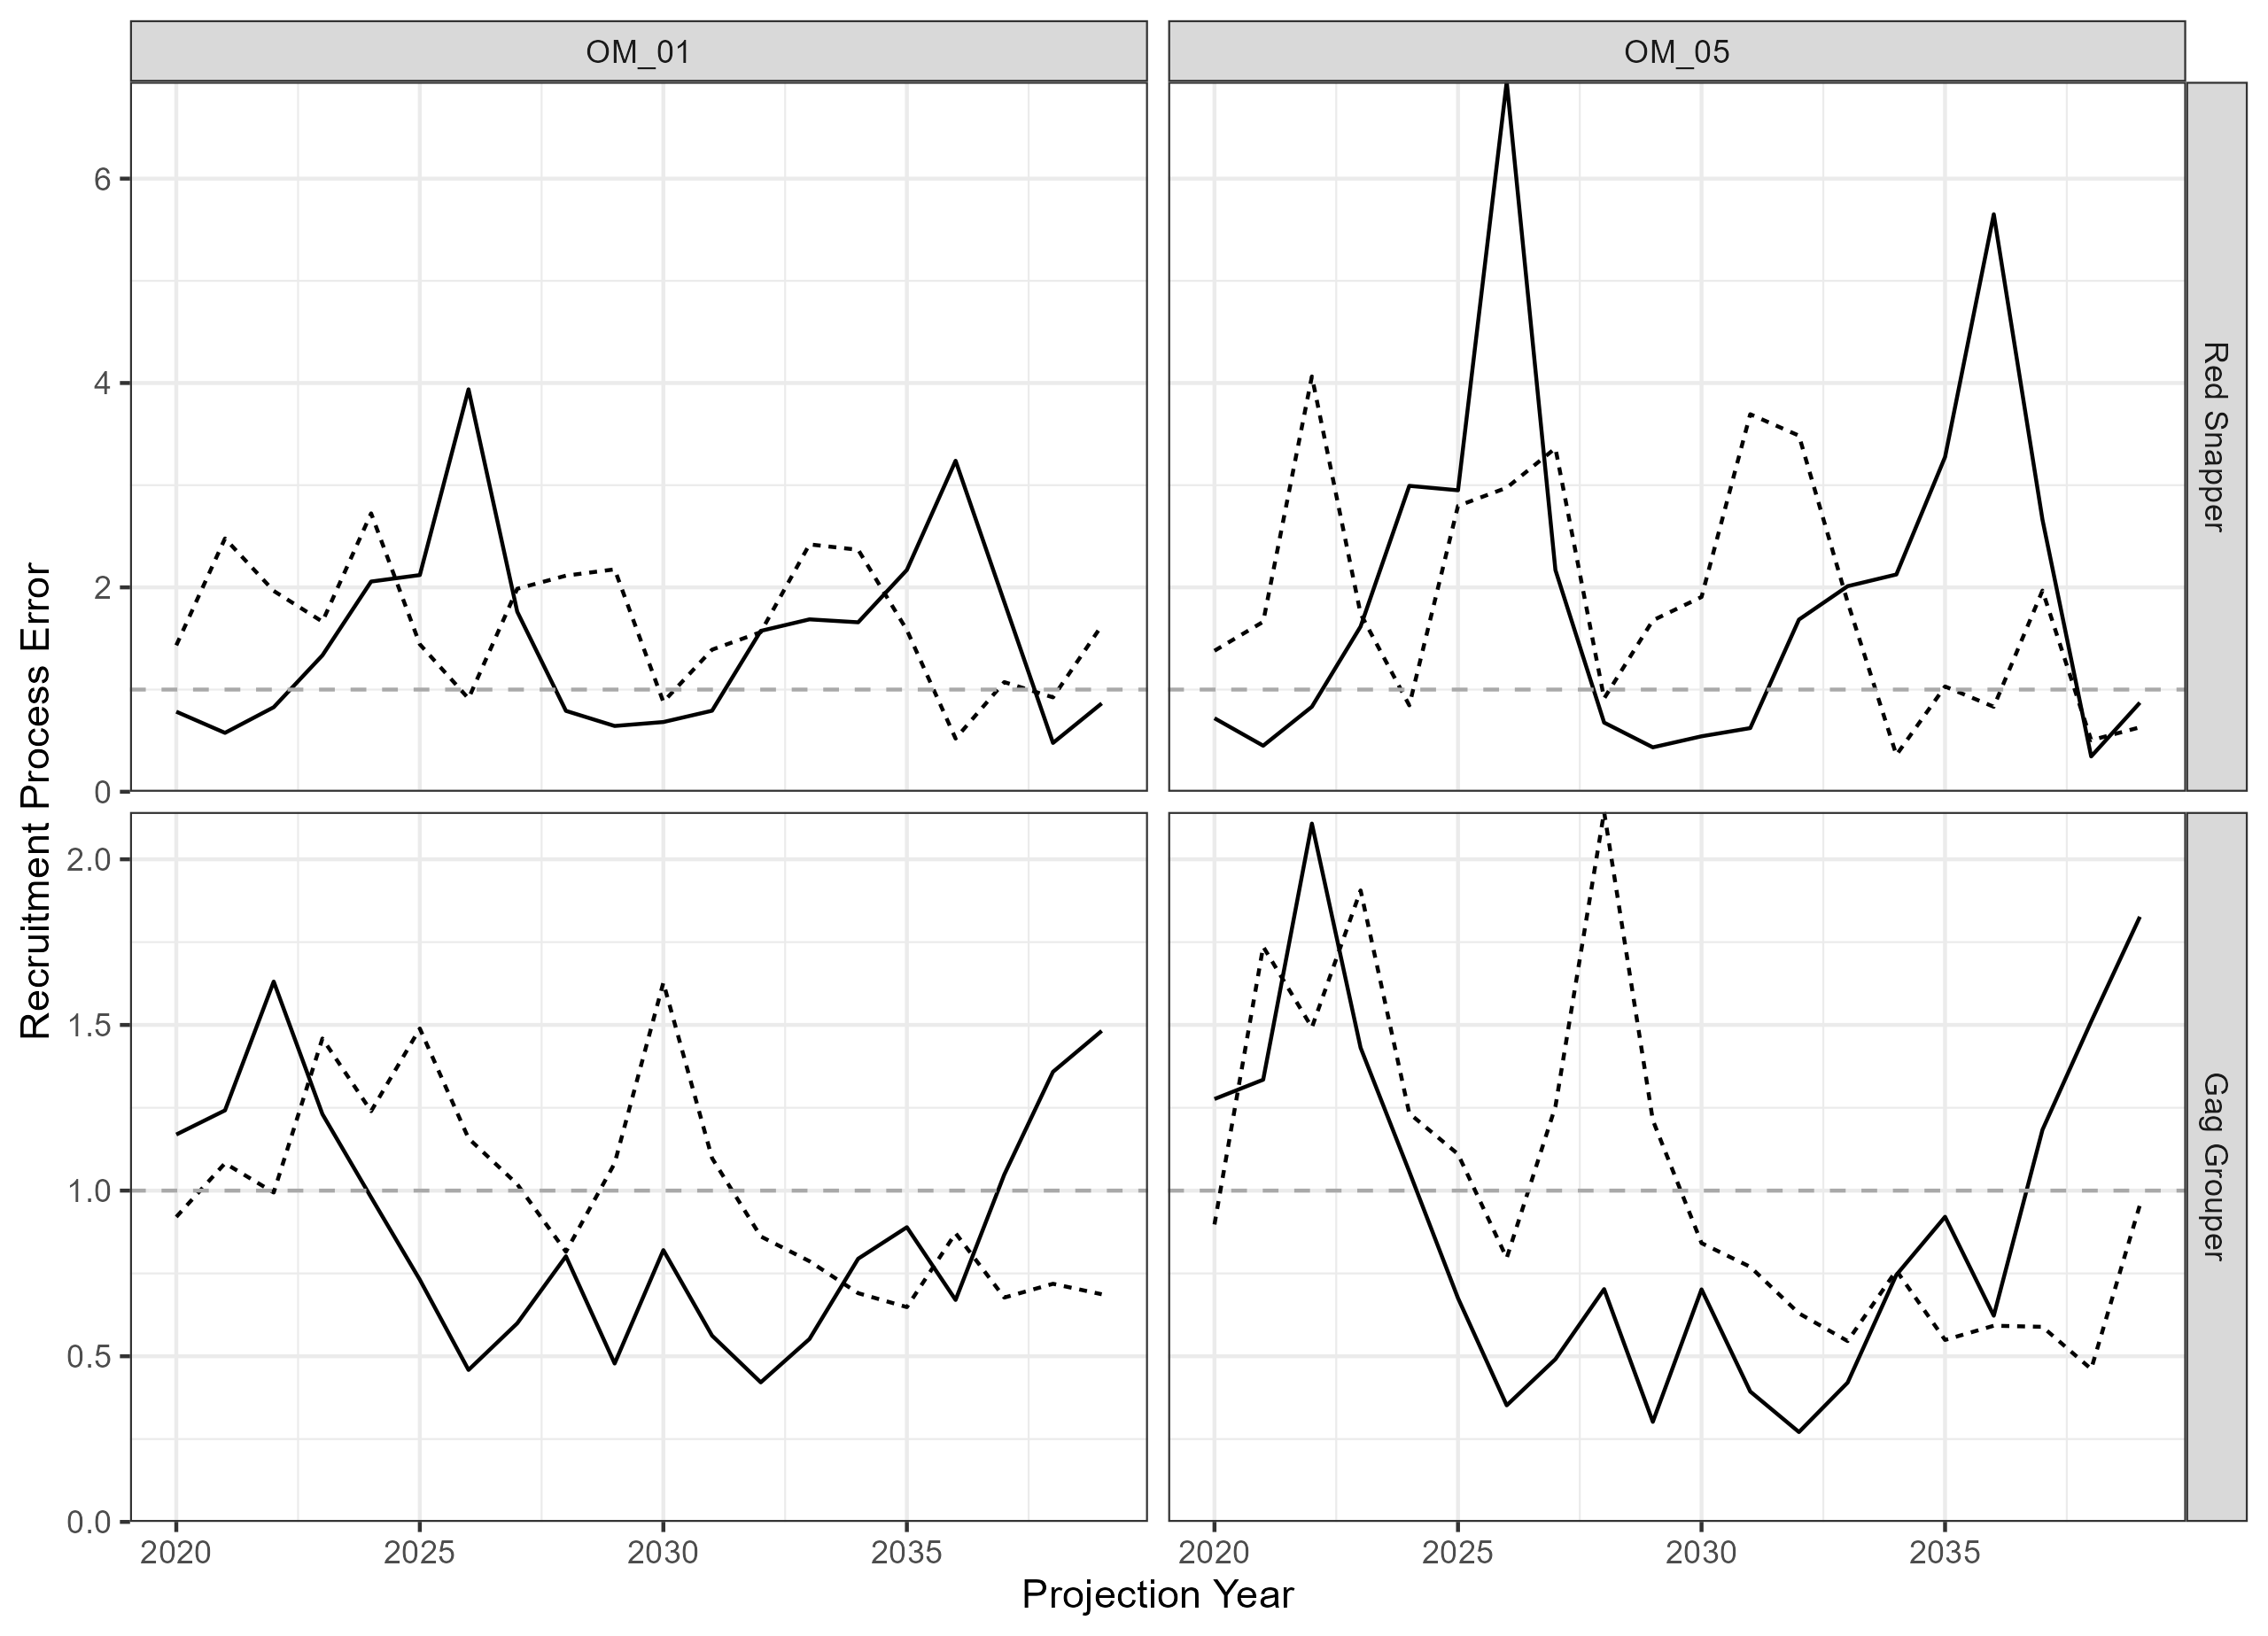 OM_01
OM_05
Red Snapper
6
4
2
0
Recruitment Process Error
Gag Grouper
2.0
1.5
1.0
0.5
0.0
2020 2025 2030 2035 2020 2025 2030 2035
Projection Year